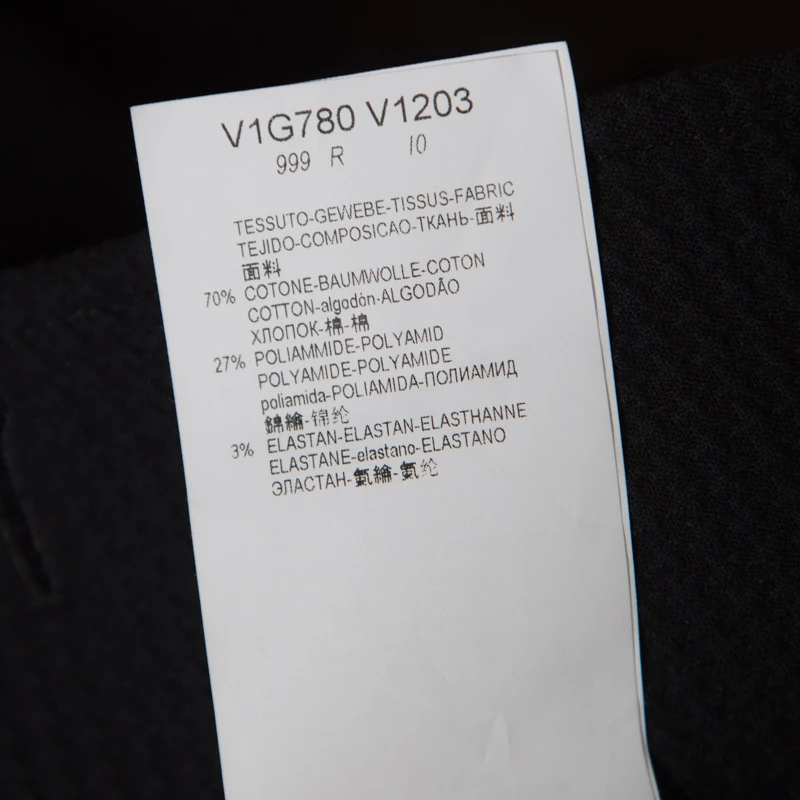 V1G780 V1203
999 R 10
TESSUTO-GEWEBE-TISSUS-FABRIC
TEJIDO-COMPOSICAO-ТКАНЬ-面料
面料
70% COTONE-BAUMWOLLE-COTON
COTTON-algodòn-ALGODÃO
ХЛОПОК-棉-棉
27% POLIAMMIDE-POLYAMID
POLYAMIDE-POLYAMIDE
poliamida-POLIAMIDA-ПОЛИАМИД
錦綸-锦纶
3% ELASTAN-ELASTAN-ELASTHANNE
ELASTANE-elastano-ELASTANO
ЭЛАСТАН-氨綸-氨纶